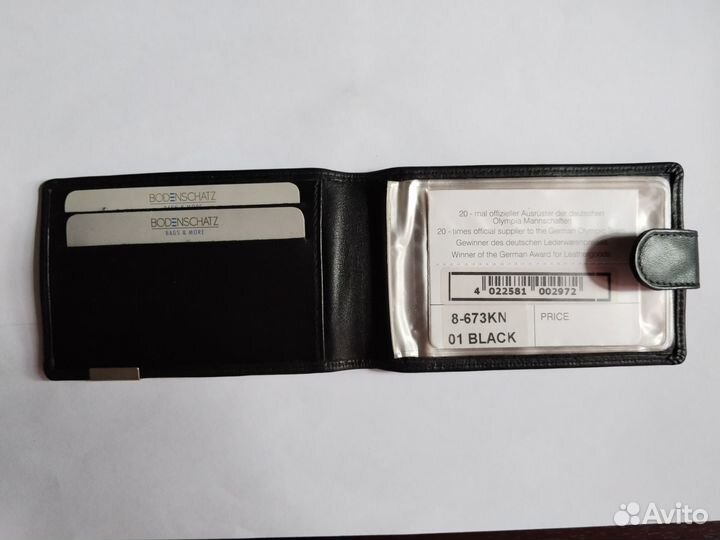 BODENSCHATZ
BAGS & MORE
BODENSCHATZ
BAGS & MORE
20 - mal offizieller Ausrüster der deutschen
Olympia Mannschaften
20 - times official supplier to the German Olympic
Gewinner des deutschen Lederwarenpreises
Winner of the German Award for Leathergoods
4 022581 002972
8-673KN
PRICE
01 BLACK
Avito